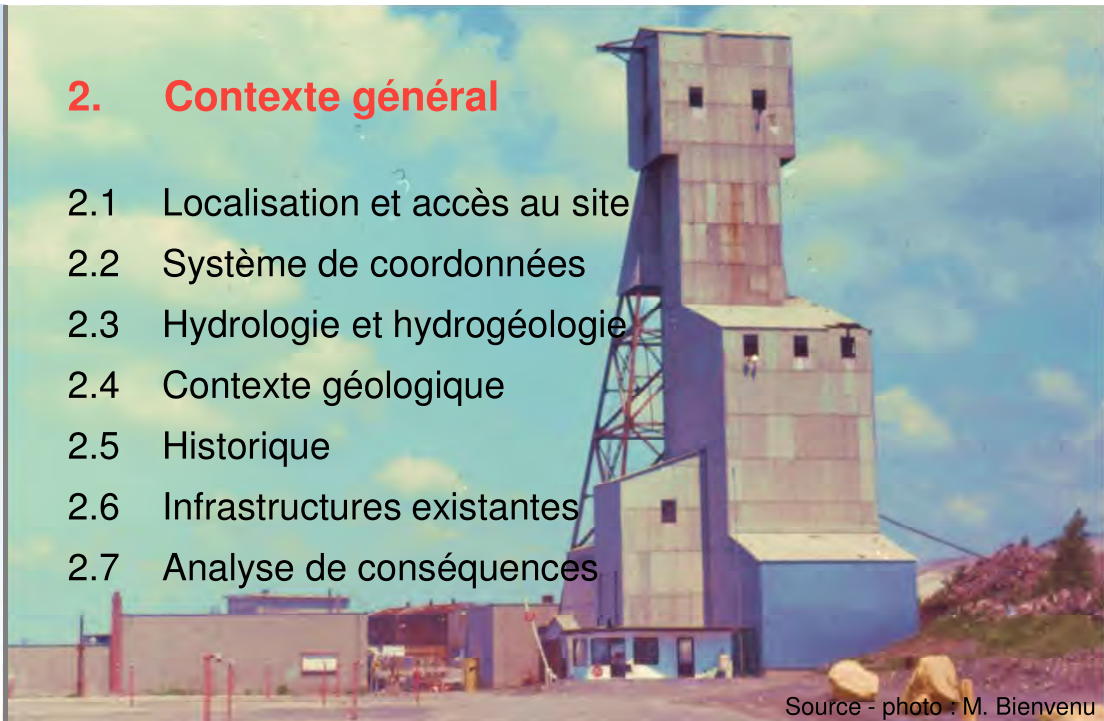 2. Contexte général
2.1 Localisation et accès au site
2.2 Système de coordonnées
2.3 Hydrologie et hydrogéologie
2.4 Contexte géologique
2.5 Historique
2.6 Infrastructures existantes
2.7 Analyse de conséquences
Source - photo : M. Bienvenu